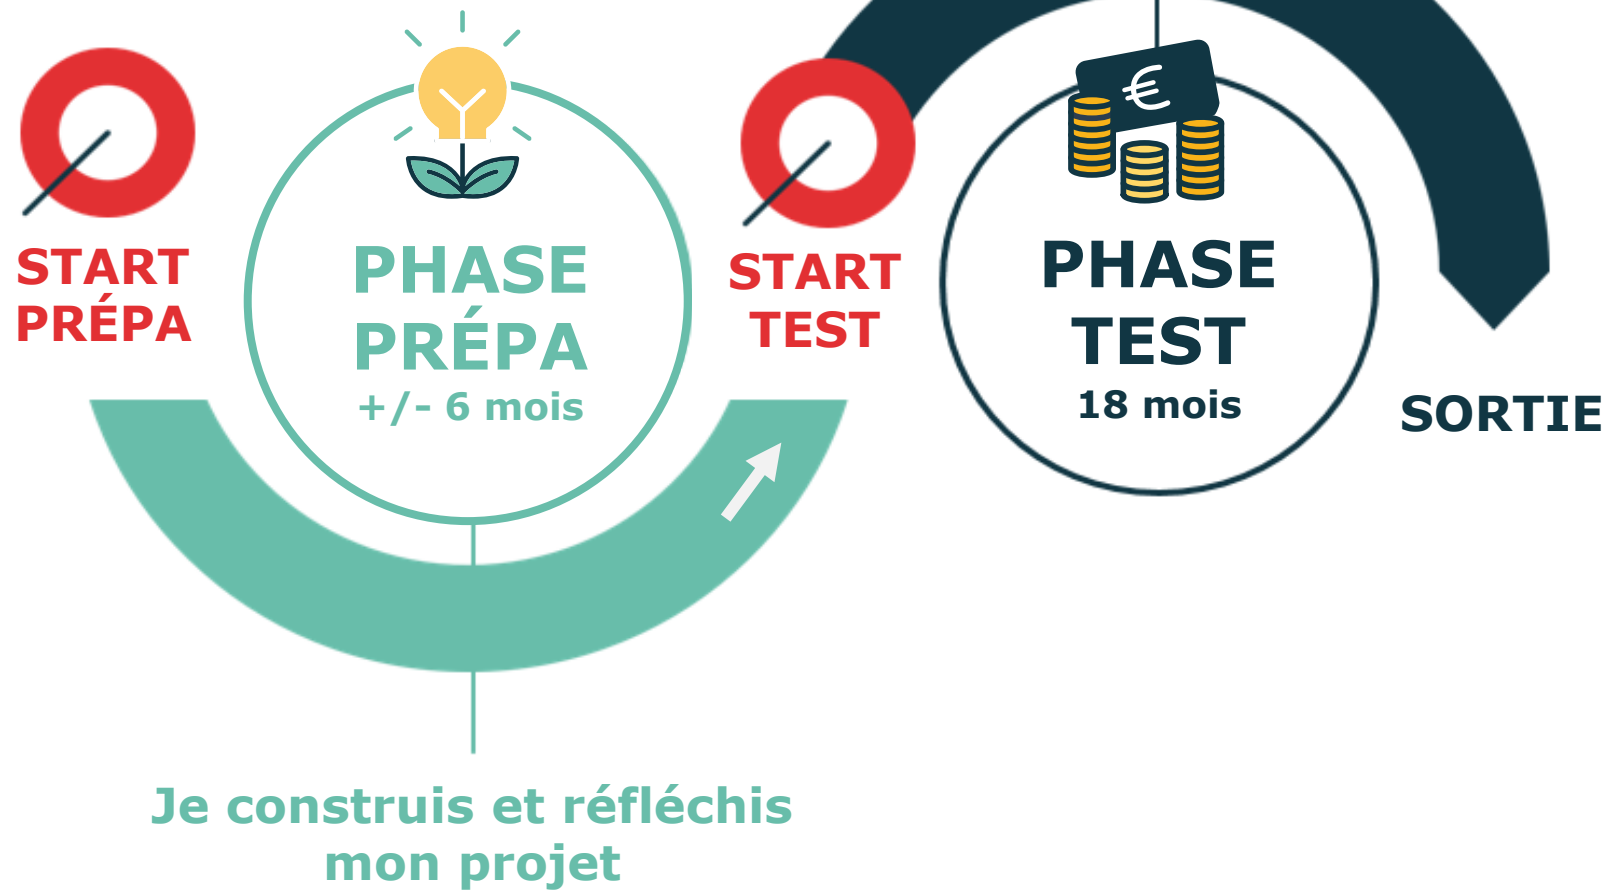 START
PRÉPA
PHASE
PRÉPA
+/- 6 mois
START
TEST
€
PHASE
TEST
18 mois
SORTIE
Je construis et réfléchis
mon projet